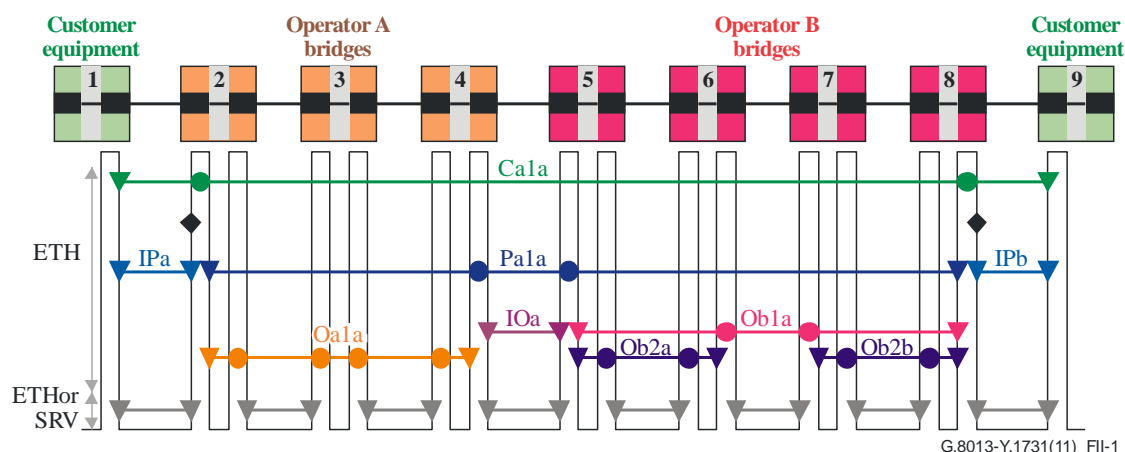 Customer equipment
Operator A bridges
Operator B bridges
Customer equipment
1 2 3 4 5 6 7 8 9
Ca1a
ETH
IPa
Pa1a
IPb
IOa
Ob1a
Oa1a
Ob2a
Ob2b
ETHor
SRV
G.8013-Y.1731(11)_FII-1